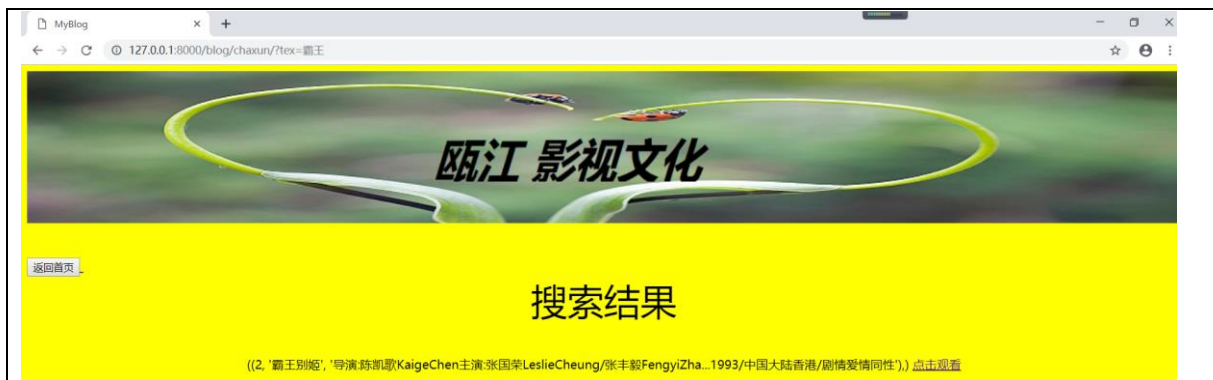 MyBlog
127.0.0.1:8000/blog/chaxun/?tex=霸王
瓯江 影视文化
返回首页
搜索结果
((2, '霸王别姬', '导演:陈凯歌KaigeChen主演:张国荣LeslieCheung/张丰毅FengyiZha...1993/中国大陆香港/剧情爱情同性'),) 点击观看